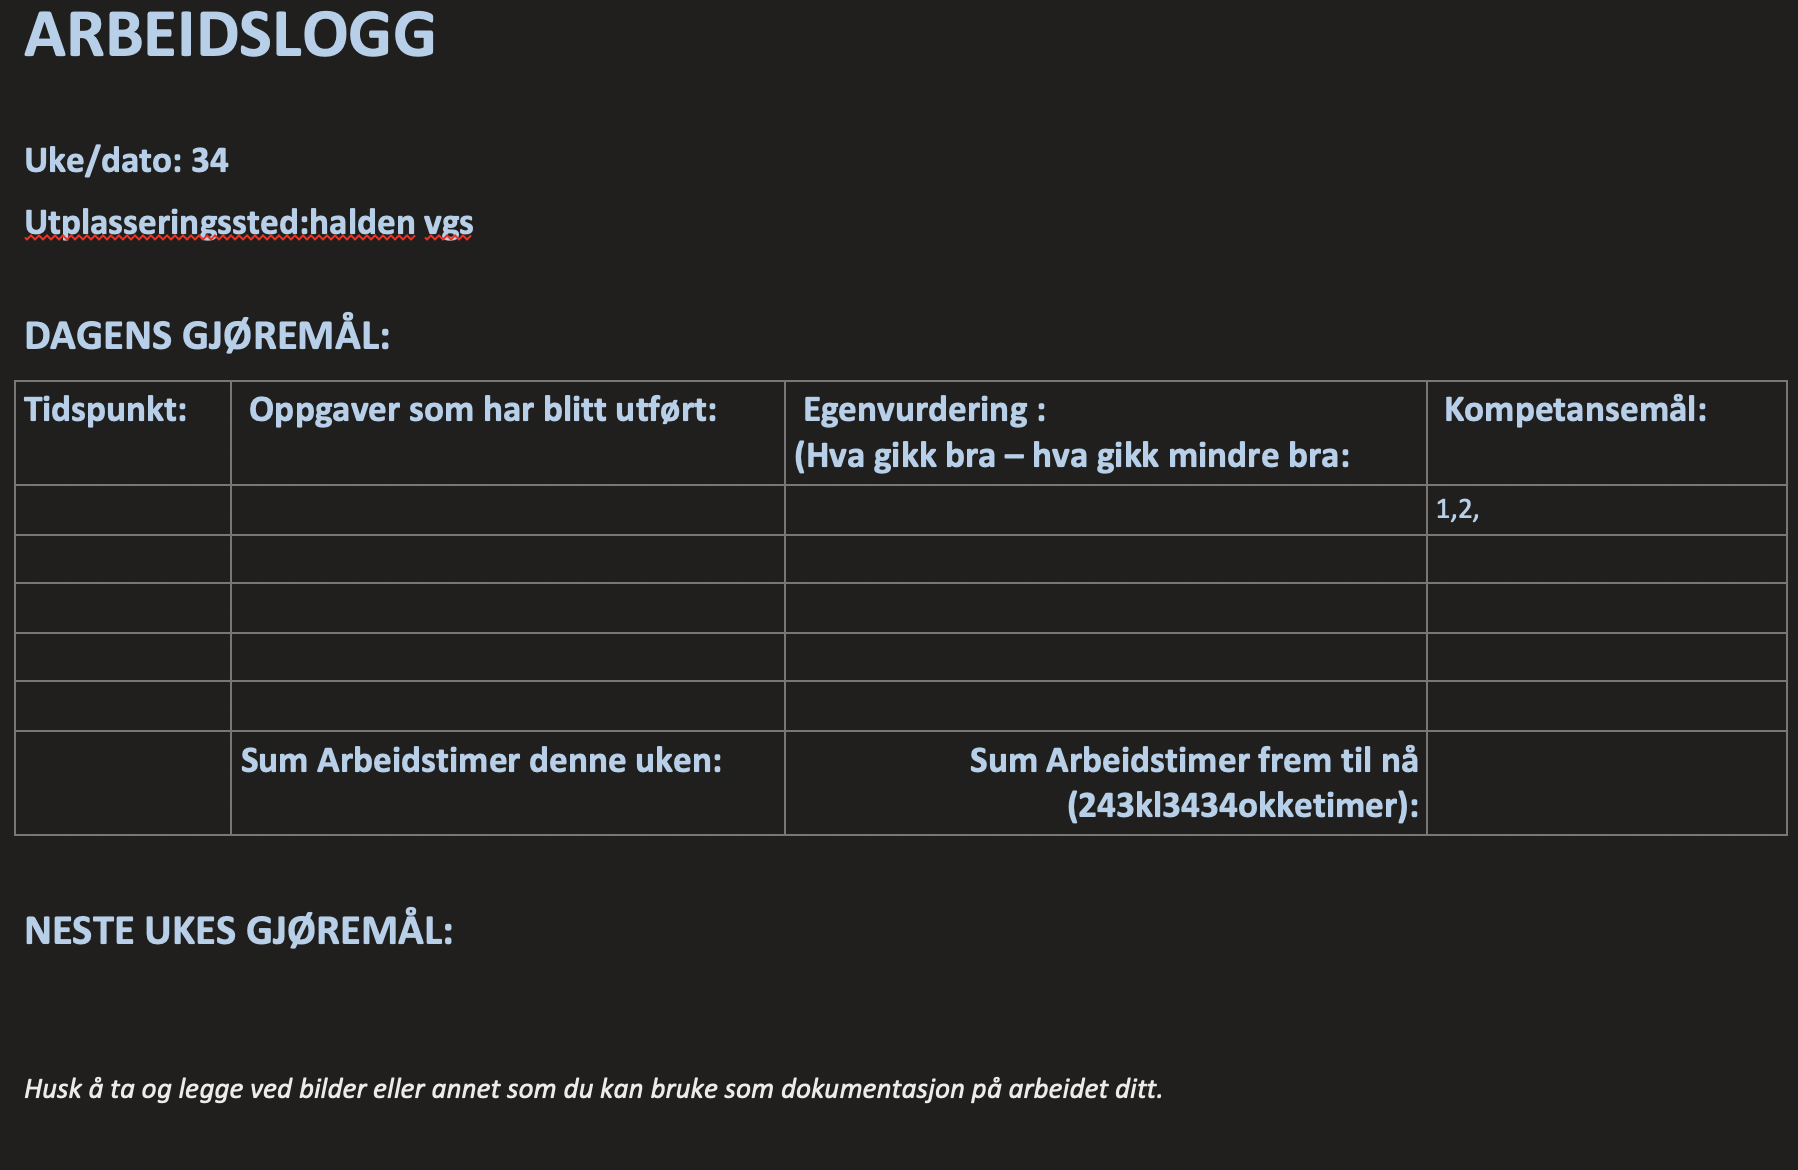 ARBEIDSLOGG
Uke/dato: 34
Utplasseringssted:halden vgs
DAGENS GJØREMÅL:
Tidspunkt:
Oppgaver som har blitt utført:
Egenvurdering :
(Hva gikk bra – hva gikk mindre bra:
Kompetansemål:
1,2,
Sum Arbeidstimer denne uken:
Sum Arbeidstimer frem til nå
(243kl3434okketimer):
NESTE UKES GJØREMÅL:
Husk å ta og legge ved bilder eller annet som du kan bruke som dokumentasjon på arbeidet ditt.